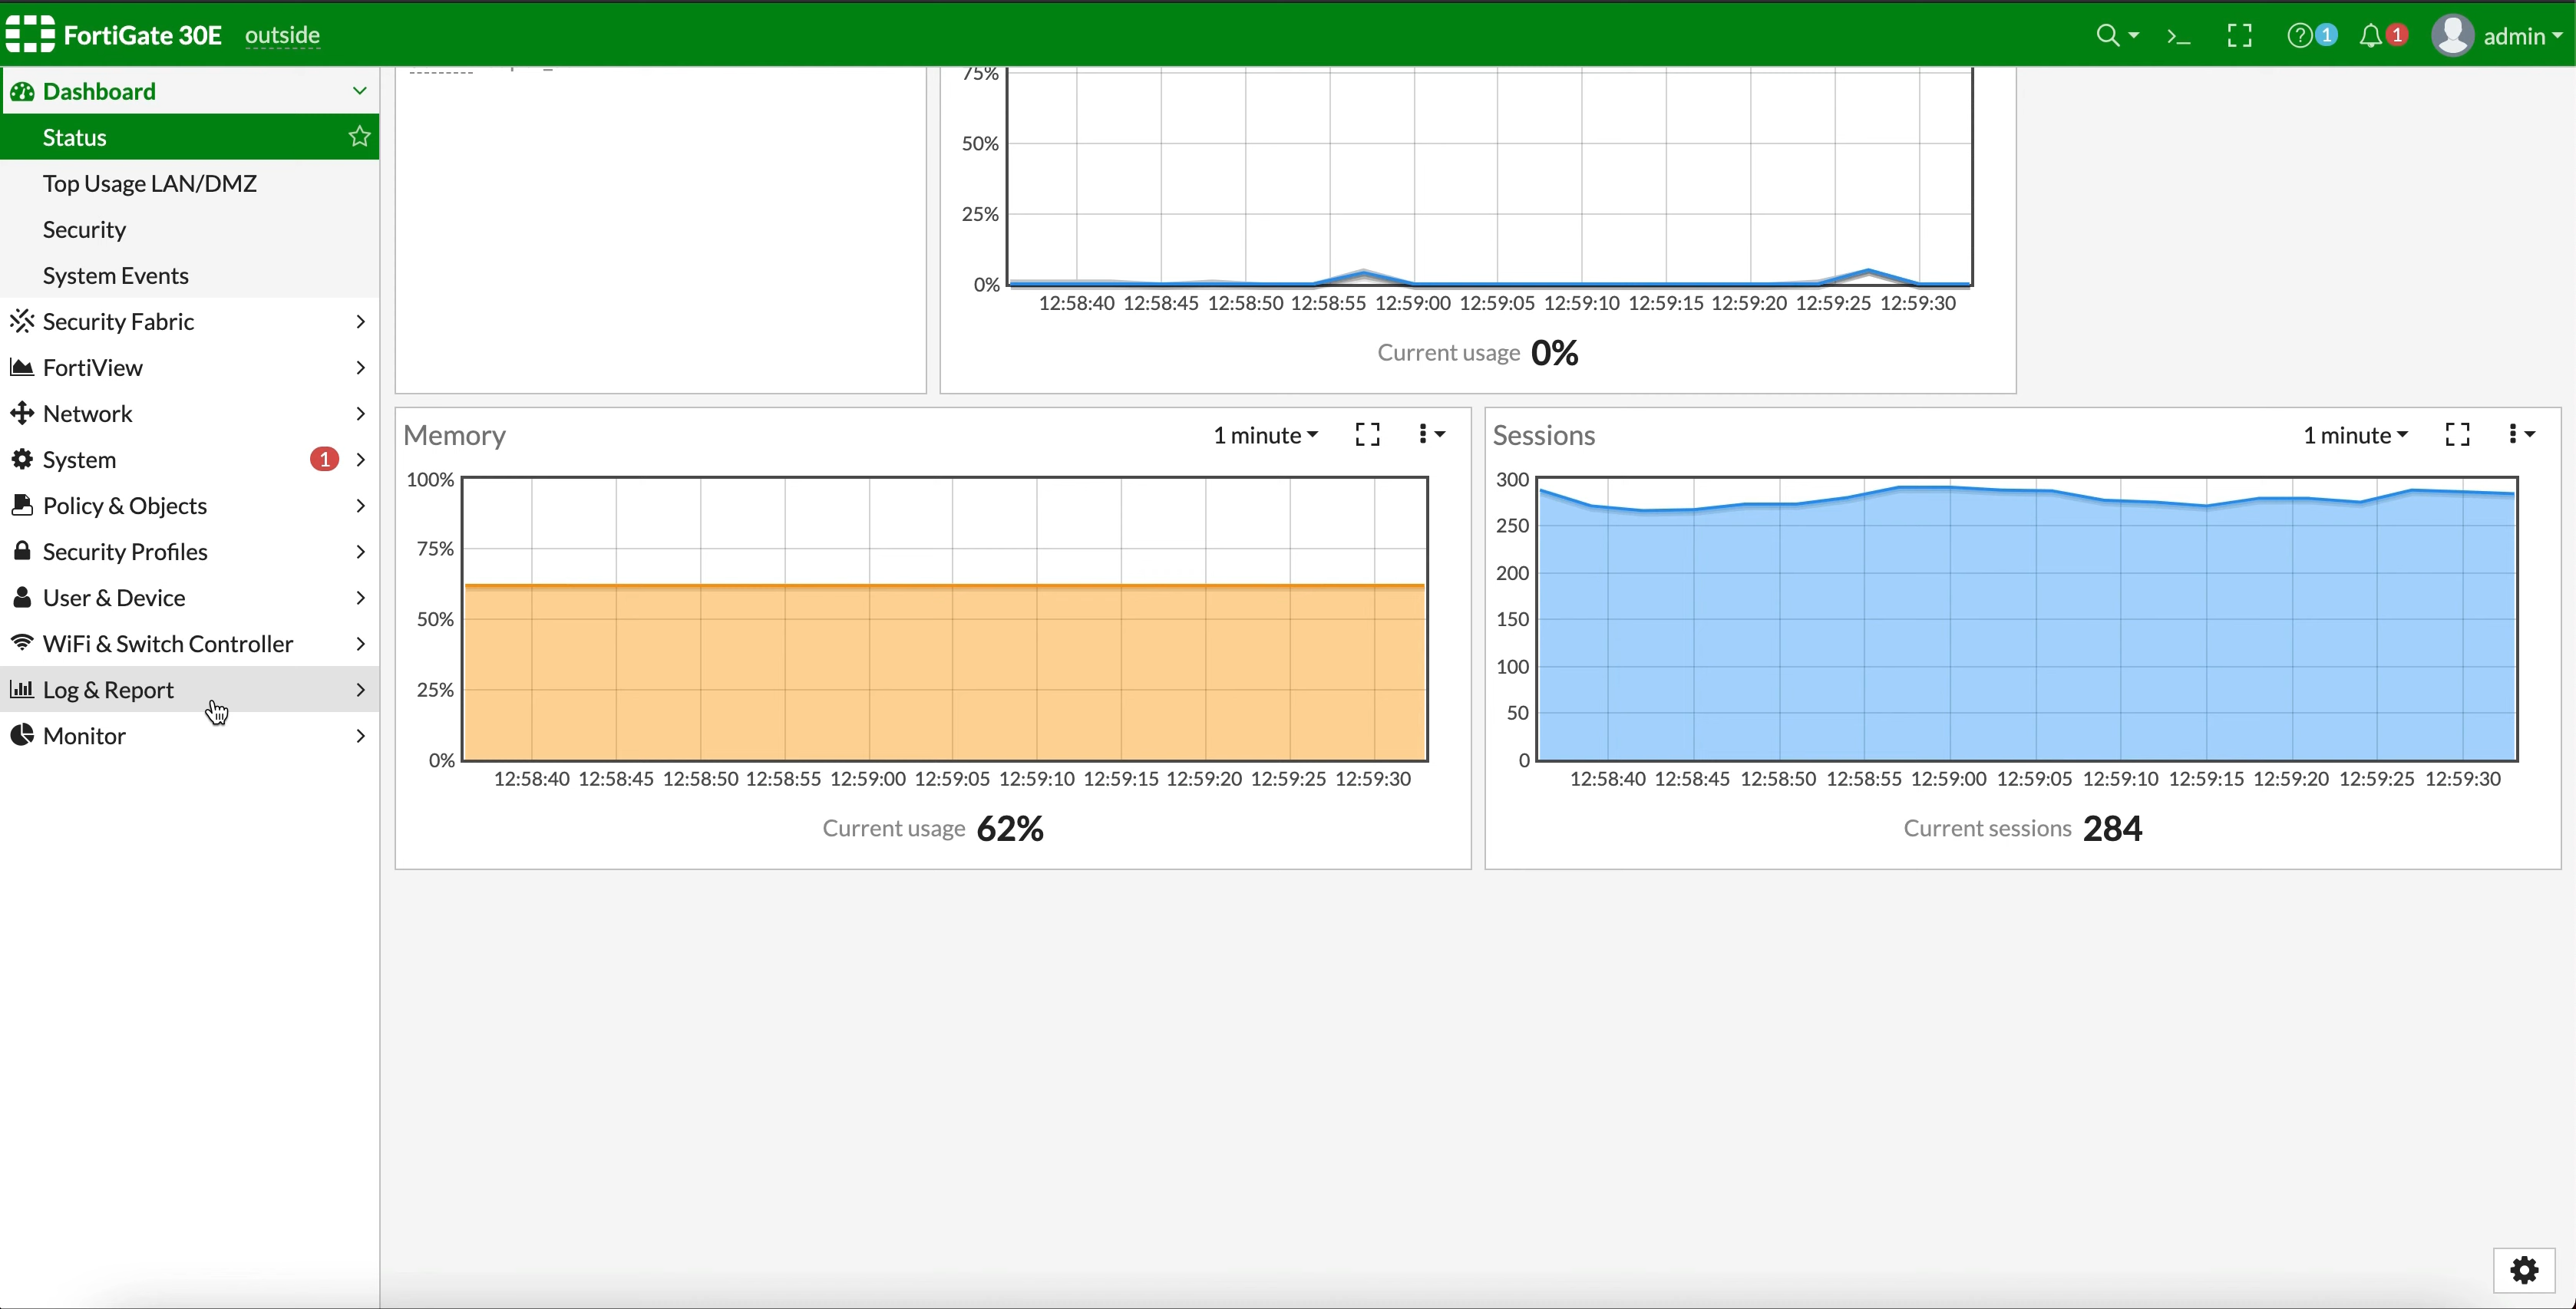 FortiGate 30E outside
1 1 admin
Dashboard
Status
Top Usage LAN/DMZ
Security
System Events
Security Fabric
FortiView
Network
System 1
Policy & Objects
Security Profiles
User & Device
WiFi & Switch Controller
Log & Report
Monitor
75%
50%
25%
0%
12:58:40 12:58:45 12:58:50 12:58:55 12:59:00 12:59:05 12:59:10 12:59:15 12:59:20 12:59:25 12:59:30
Current usage 0%
Memory 1 minute
100%
75%
50%
25%
0%
12:58:40 12:58:45 12:58:50 12:58:55 12:59:00 12:59:05 12:59:10 12:59:15 12:59:20 12:59:25 12:59:30
Current usage 62%
Sessions 1 minute
300
250
200
150
100
50
0
12:58:40 12:58:45 12:58:50 12:58:55 12:59:00 12:59:05 12:59:10 12:59:15 12:59:20 12:59:25 12:59:30
Current sessions 284